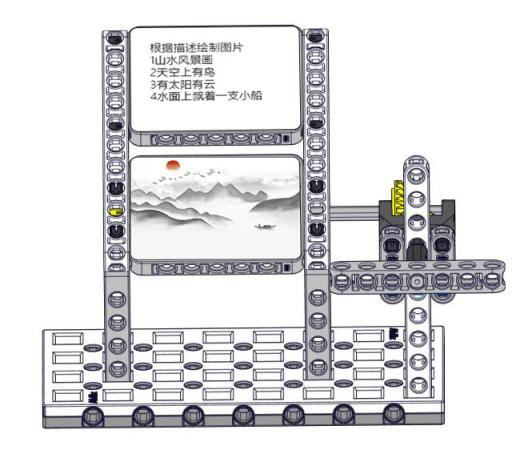 根据描述绘制图片
1山水风景画
2天空上有鸟
3有太阳有云
4水面上飘着一支小船